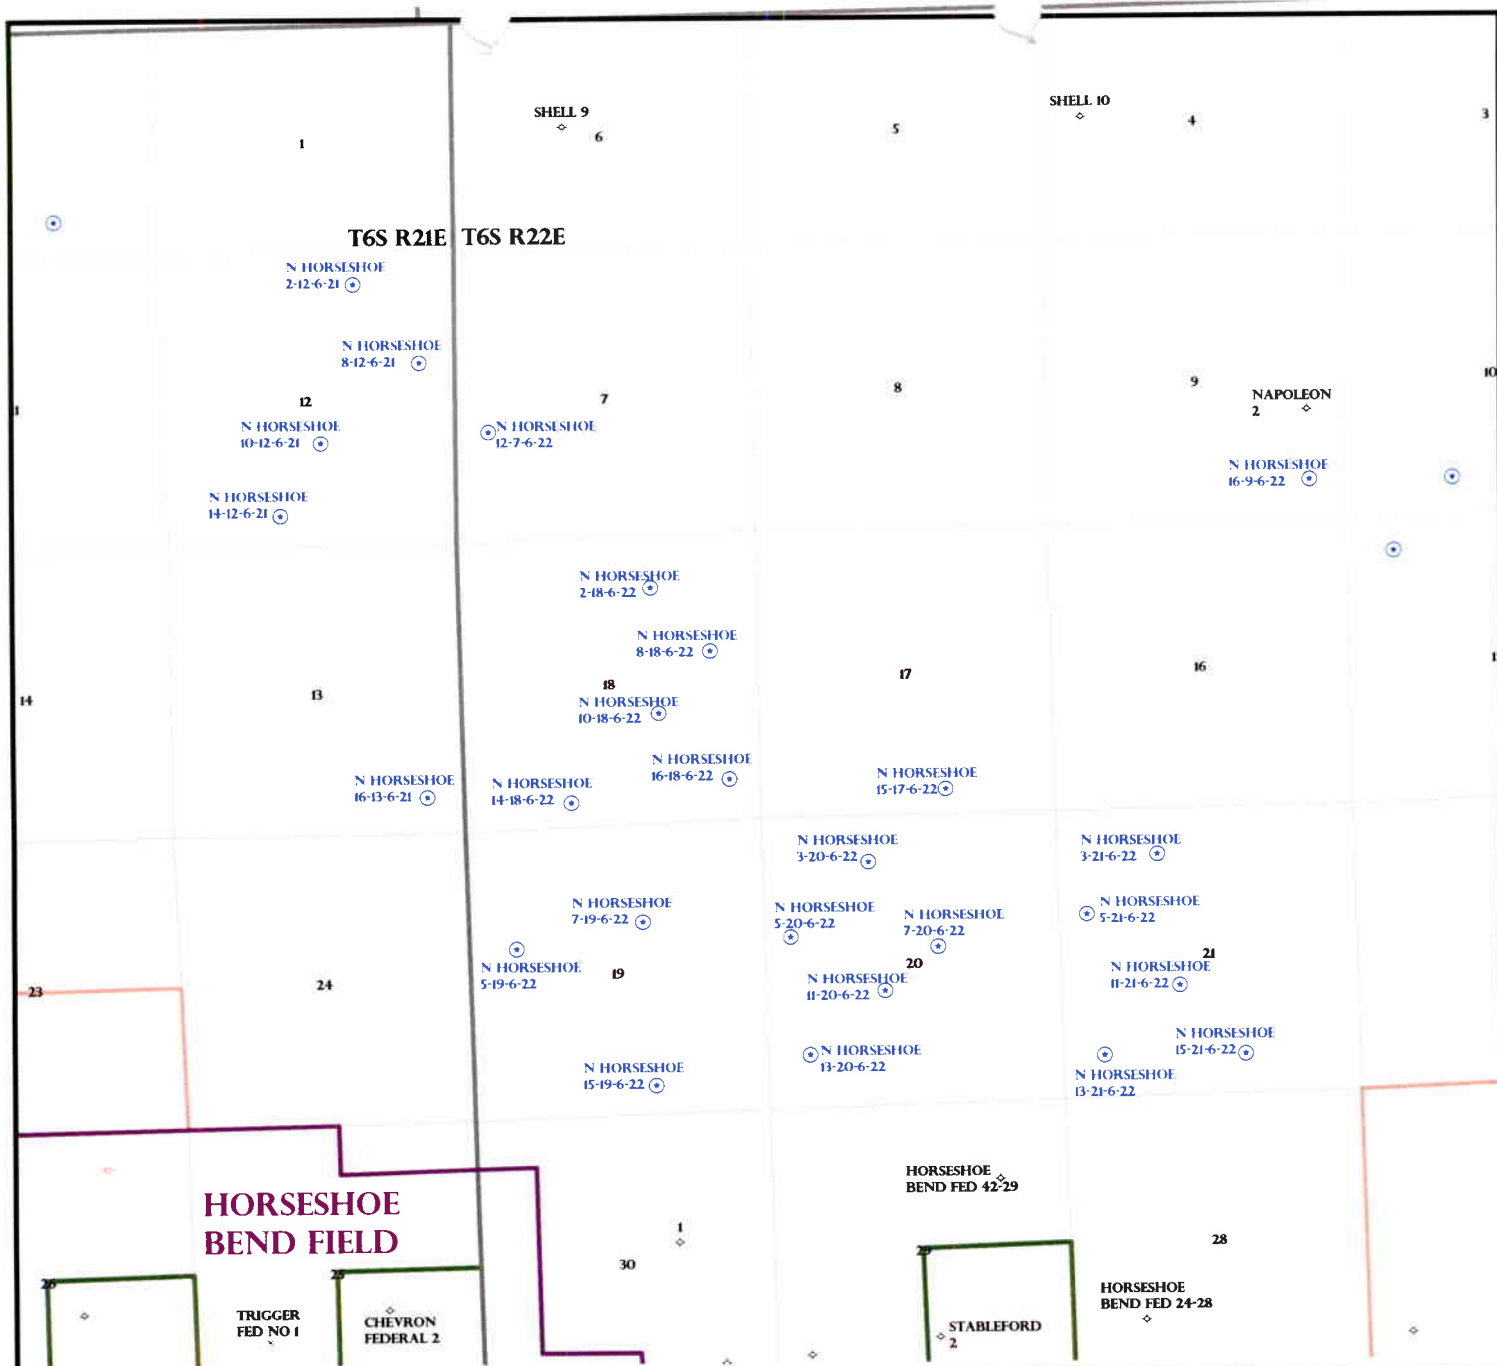 SHELL 9
SHELL 10
1
6
5
4
3
T6S R21E
T6S R22E
N HORSESHOE
2-12-6-21
N HORSESHOE
8-12-6-21
12
7
8
9
10
NAPOLEON
2
N HORSESHOE
10-12-6-21
N HORSESHOE
12-7-6-22
N HORSESHOE
16-9-6-22
N HORSESHOE
14-12-6-21
N HORSESHOE
2-18-6-22
N HORSESHOE
8-18-6-22
14
13
18
17
16
N HORSESHOE
10-18-6-22
N HORSESHOE
16-18-6-22
N HORSESHOE
16-13-6-21
N HORSESHOE
14-18-6-22
N HORSESHOE
15-17-6-22
N HORSESHOE
3-20-6-22
N HORSESHOE
3-21-6-22
N HORSESHOE
7-19-6-22
N HORSESHOE
5-20-6-22
N HORSESHOE
7-20-6-22
N HORSESHOE
5-21-6-22
N HORSESHOE
5-19-6-22
23
24
19
20
21
N HORSESHOE
11-20-6-22
N HORSESHOE
11-21-6-22
N HORSESHOE
13-20-6-22
N HORSESHOE
15-21-6-22
N HORSESHOE
15-19-6-22
N HORSESHOE
13-21-6-22
HORSESHOE
BEND FED 42-29
HORSESHOE
BEND FIELD
1
30
29
28
26
25
HORSESHOE
BEND FED 24-28
TRIGGER
FED NO 1
CHEVRON
FEDERAL 2
STABLEFORD
2